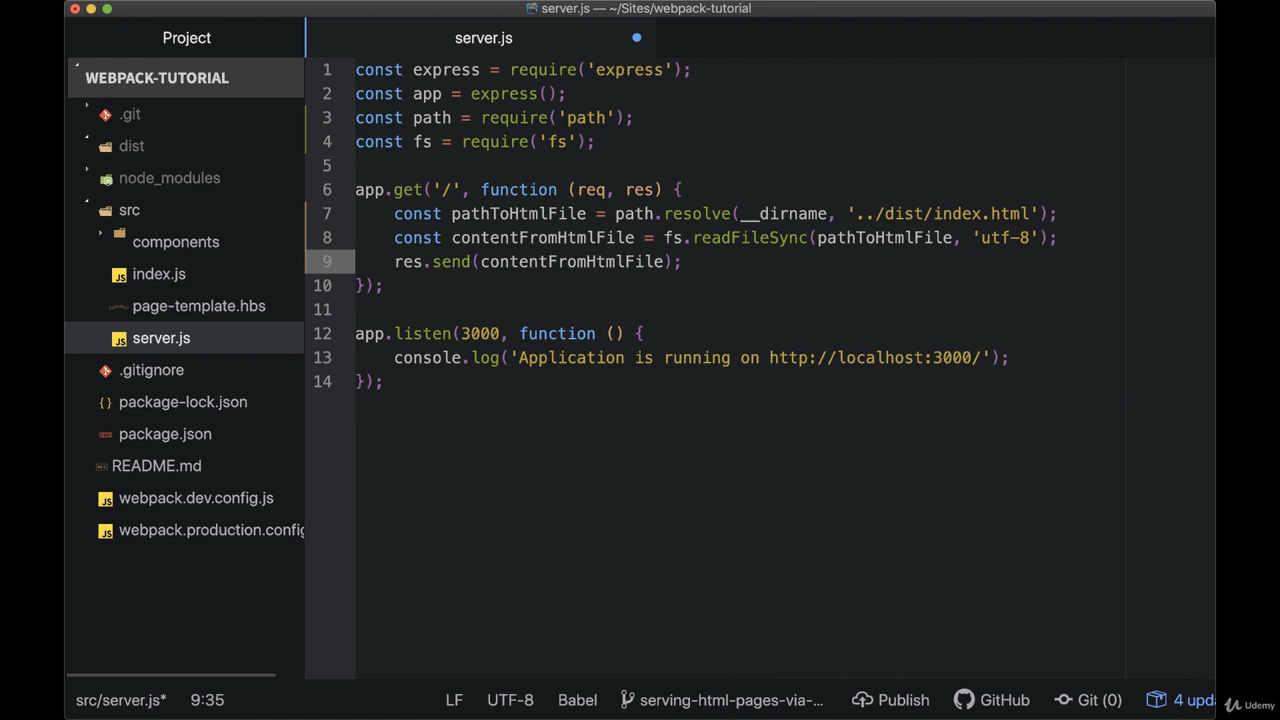 server.js — ~/Sites/webpack-tutorial
Project
server.js
WEBPACK-TUTORIAL
.git
dist
node_modules
src
components
index.js
page-template.hbs
server.js
.gitignore
package-lock.json
package.json
README.md
webpack.dev.config.js
webpack.production.config
1 const express = require('express');
2 const app = express();
3 const path = require('path');
4 const fs = require('fs');
5
6 app.get('/', function (req, res) {
7 const pathToHtmlFile = path.resolve(__dirname, '../dist/index.html');
8 const contentFromHtmlFile = fs.readFileSync(pathToHtmlFile, 'utf-8');
9 res.send(contentFromHtmlFile);
10 });
11
12 app.listen(3000, function () {
13 console.log('Application is running on http://localhost:3000/');
14 });
src/server.js* 9:35 LF UTF-8 Babel serving-html-pages-via-... Publish GitHub Git (0) 4 upda
Udemy